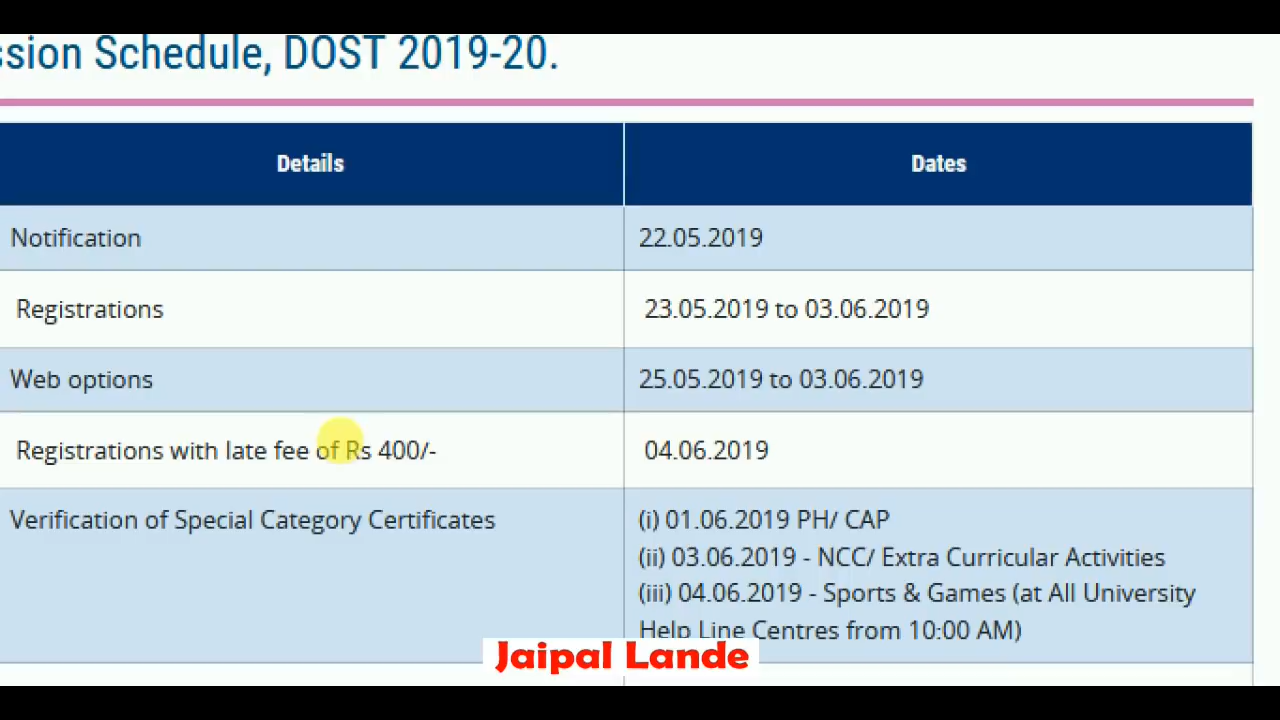 ssion Schedule, DOST 2019-20.
Details Dates
Notification 22.05.2019
Registrations 23.05.2019 to 03.06.2019
Web options 25.05.2019 to 03.06.2019
Registrations with late fee of Rs 400/- 04.06.2019
Verification of Special Category Certificates (i) 01.06.2019 PH/ CAP
(ii) 03.06.2019 - NCC/ Extra Curricular Activities
(iii) 04.06.2019 - Sports & Games (at All University
Help Line Centres from 10:00 AM)
Jaipal Lande